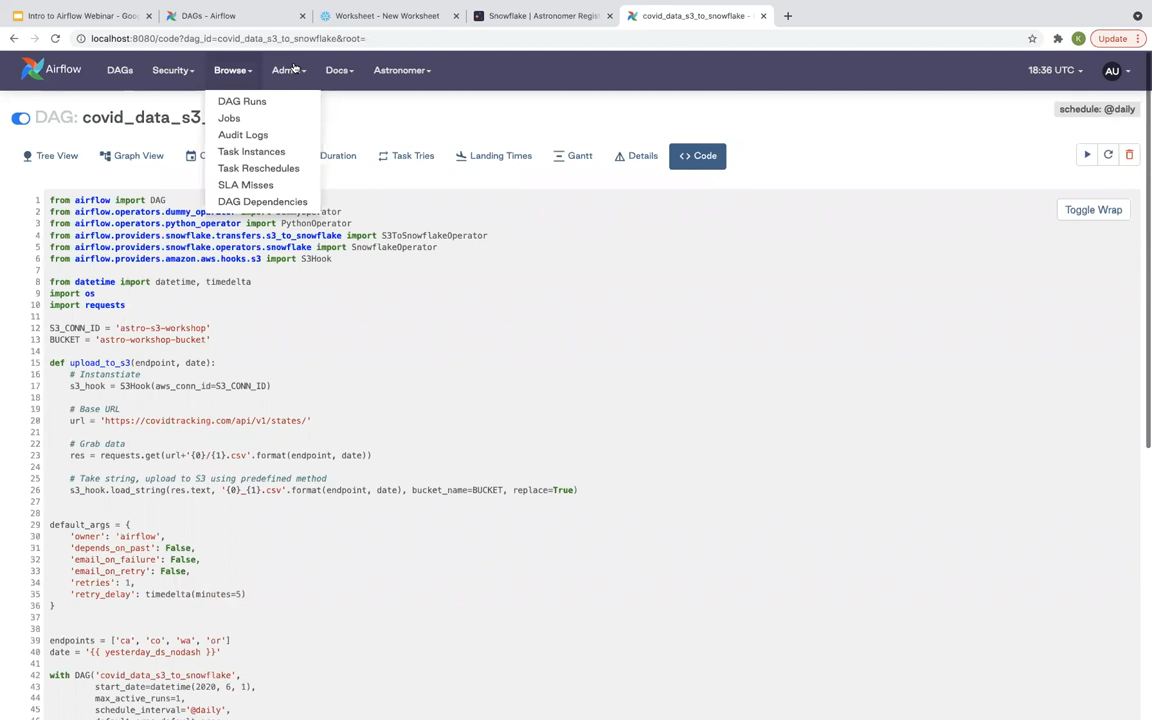 Intro to Airflow Webinar - Goo
DAGs - Airflow
Worksheet - New Worksheet
Snowflake | Astronomer Regist
covid_data_s3_to_snowflake -
localhost:8080/code?dag_id=covid_data_s3_to_snowflake&root=
K
Update
Airflow
DAGs
Security
Browse
Docs
Astronomer
18:36 UTC
AU
DAG Runs
Jobs
Audit Logs
Task Instances
Task Reschedules
SLA Misses
DAG Dependencies
DAG: covid_data_s3_
schedule: @daily
Tree View
Graph View
Duration
Task Tries
Landing Times
Gantt
Details
<> Code
Toggle Wrap
1 from airflow import DAG
2 from airflow.operators.dummy_operator import DummyOperator
3 from airflow.operators.python_operator import PythonOperator
4 from airflow.providers.snowflake.transfers.s3_to_snowflake import S3ToSnowflakeOperator
5 from airflow.providers.snowflake.operators.snowflake import SnowflakeOperator
6 from airflow.providers.amazon.aws.hooks.s3 import S3Hook
7
8 from datetime import datetime, timedelta
9 import os
10 import requests
11
12 S3_CONN_ID = 'astro-s3-workshop'
13 BUCKET = 'astro-workshop-bucket'
14
15 def upload_to_s3(endpoint, date):
16 # Instanstiate
17 s3_hook = S3Hook(aws_conn_id=S3_CONN_ID)
18
19 # Base URL
20 url = 'https://covidtracking.com/api/v1/states/'
21
22 # Grab data
23 res = requests.get(url+'{0}/{1}.csv'.format(endpoint, date))
24
25 # Take string, upload to S3 using predefined method
26 s3_hook.load_string(res.text, '{0}_{1}.csv'.format(endpoint, date), bucket_name=BUCKET, replace=True)
27
28
29 default_args = {
30 'owner': 'airflow',
31 'depends_on_past': False,
32 'email_on_failure': False,
33 'email_on_retry': False,
34 'retries': 1,
35 'retry_delay': timedelta(minutes=5)
36 }
37
38
39 endpoints = ['ca', 'co', 'wa', 'or']
40 date = '{{ yesterday_ds_nodash }}'
41
42 with DAG('covid_data_s3_to_snowflake',
43 start_date=datetime(2020, 6, 1),
44 max_active_runs=1,
45 schedule_interval='@daily',